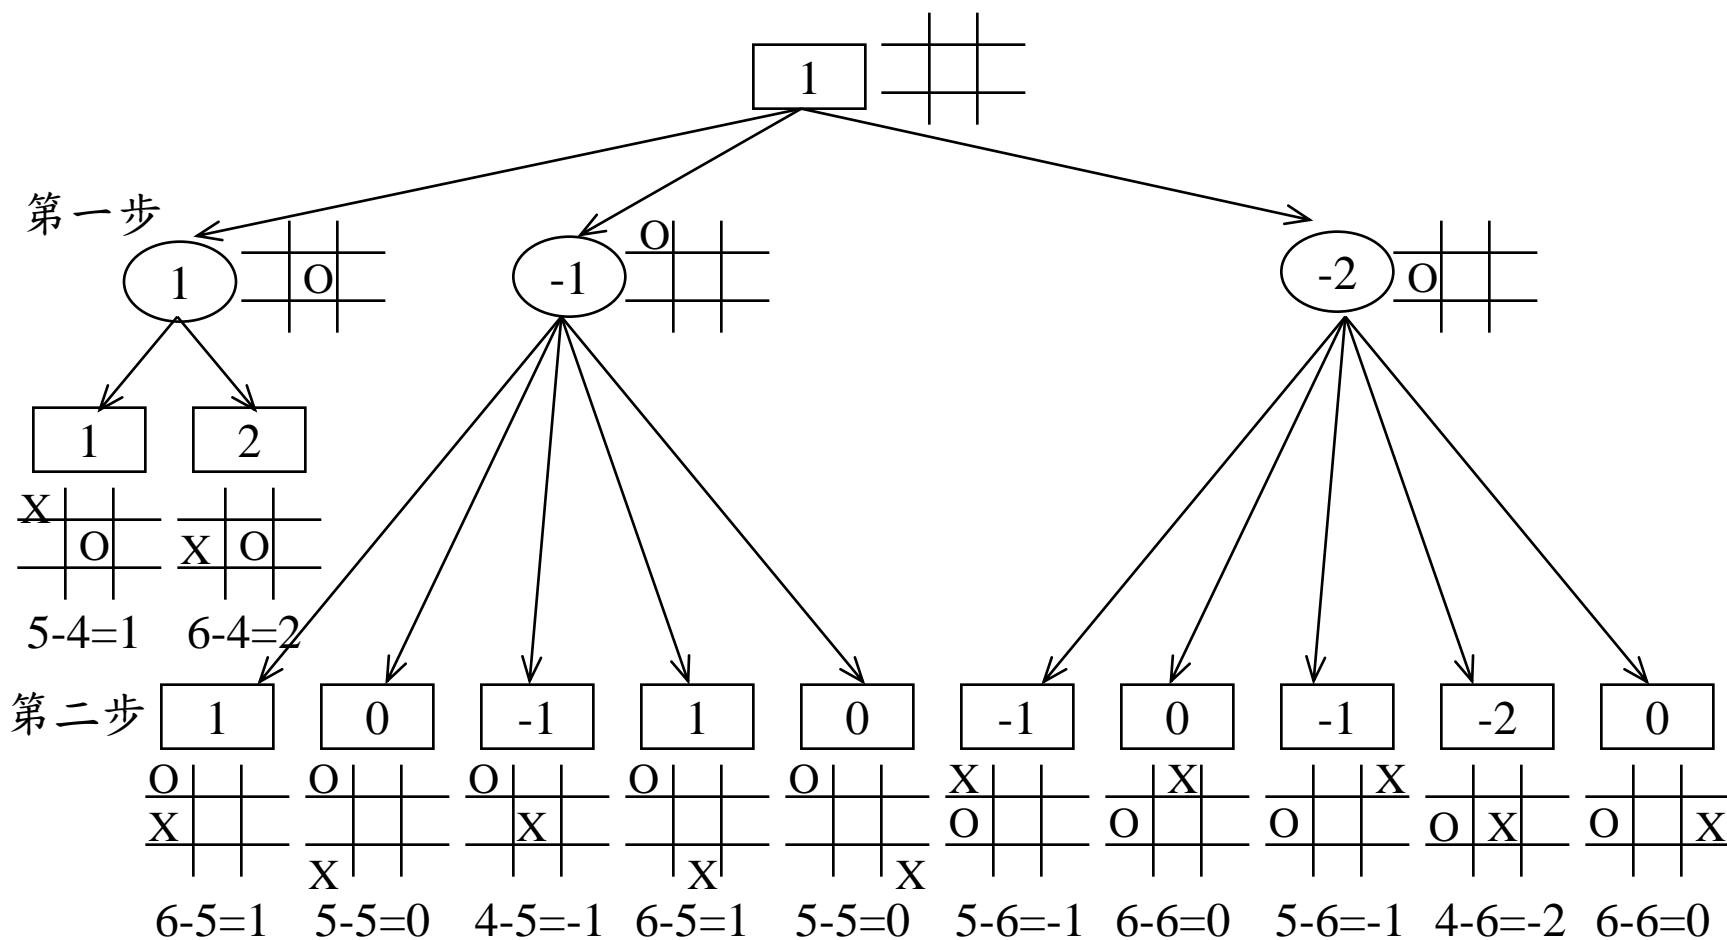 1
第一步
1 O
-1 O
-2 O
1 2
X
O
X O
5-4=1 6-4=2
第二步
1 0 -1 1 0 -1 0 -1 -2 0
O O O O O X X X
X X O O O O X O X
X X X
6-5=1 5-5=0 4-5=-1 6-5=1 5-5=0 5-6=-1 6-6=0 5-6=-1 4-6=-2 6-6=0